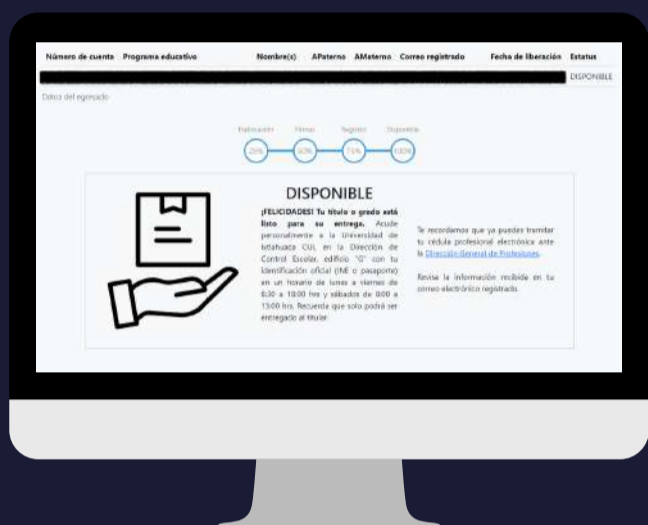 Número de cuenta Programa educativo Nombre(s) APaterno AMaterno Correo registrado Fecha de liberación Estatus
DISPONIBLE
Datos del egresado
Firmas Registro Disponible
25% 75% 100%
DISPONIBLE
¡FELICIDADES! Tu título o grado está
listo para su entrega. Acude
personalmente a la Universidad de
Ixtlahuaca CUI, en la Dirección de
Control Escolar, edificio "G" con tu
identificación oficial (INE o pasaporte)
en un horario de lunes a viernes de
8:30 a 18:00 hrs y sábados de 8:00 a
13:00 hrs. Recuerda que solo podrá ser
entregado al titular.
Te recordamos que ya puedes tramitar
tu cédula profesional electrónica ante
la Dirección General de Profesiones.
Revisa la información recibida en tu
correo electrónico registrado.